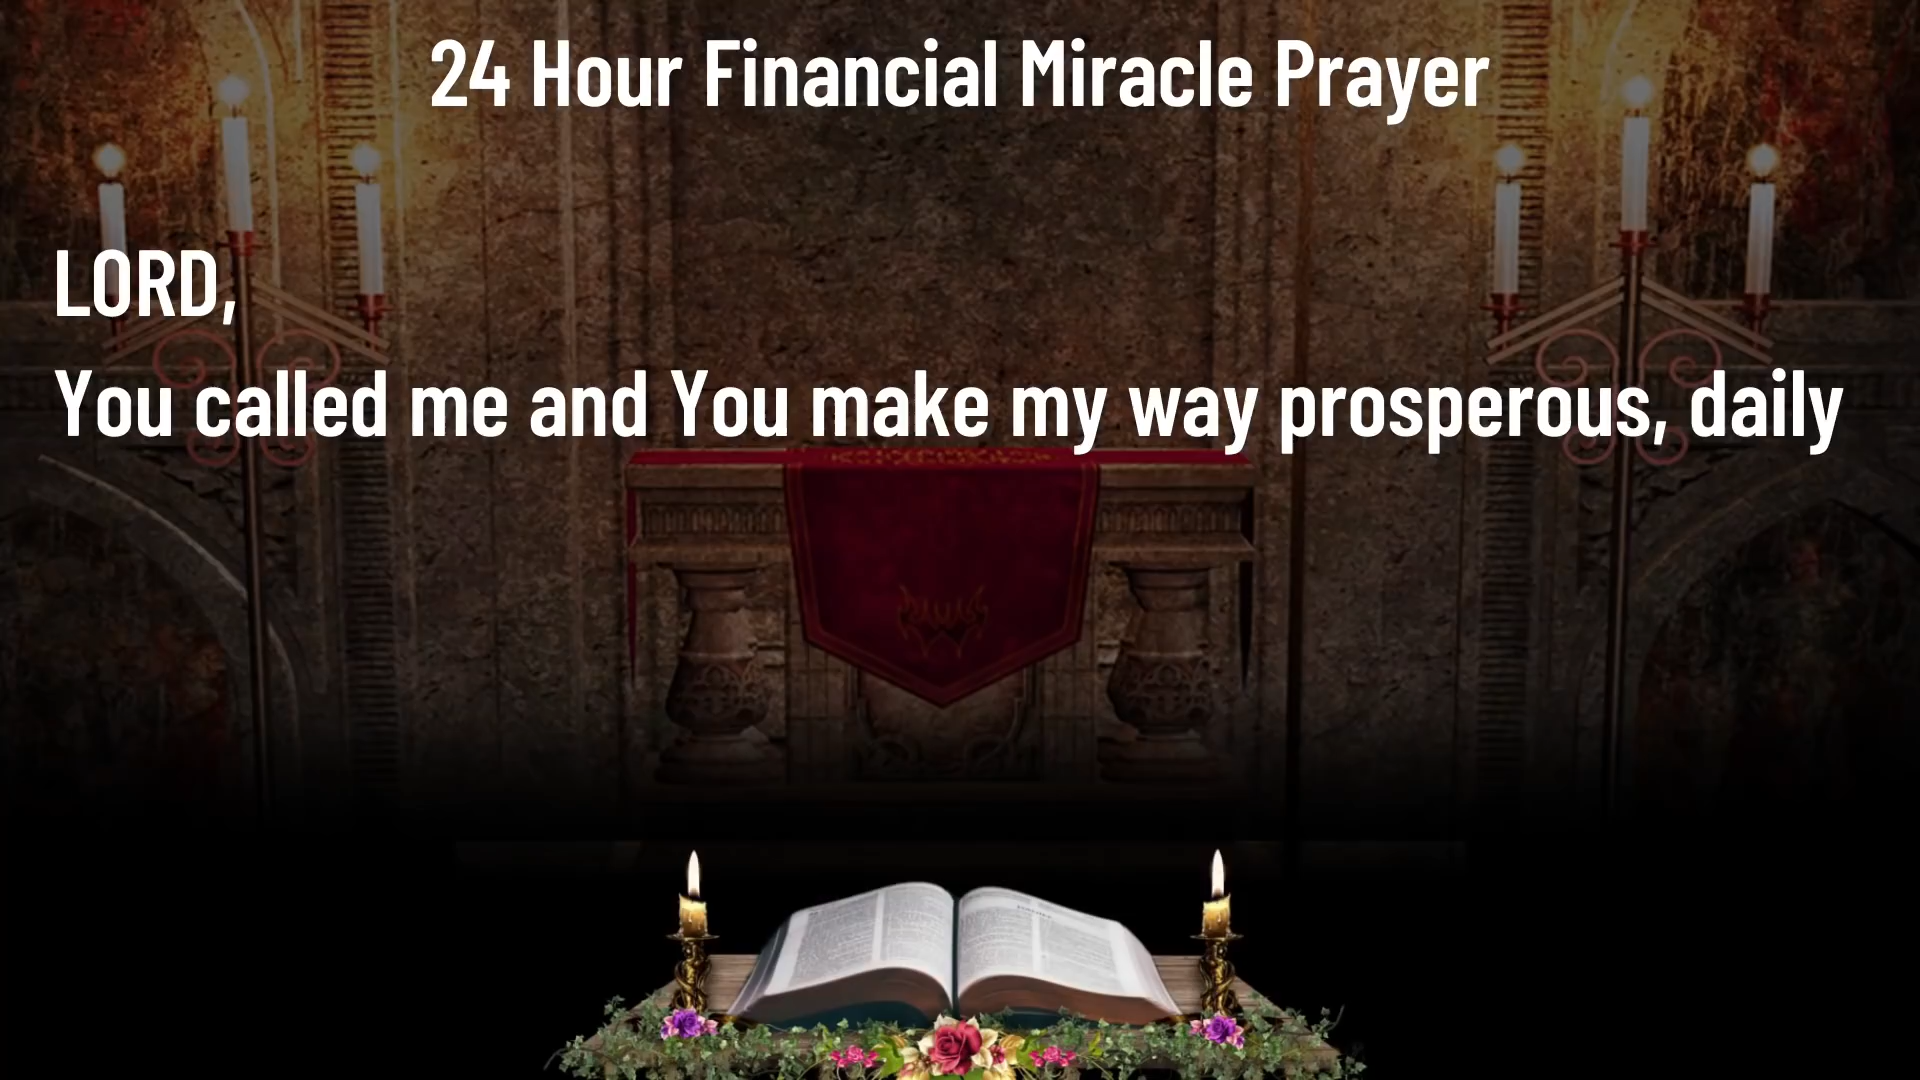 24 Hour Financial Miracle Prayer
LORD,
You called me and You make my way prosperous, daily